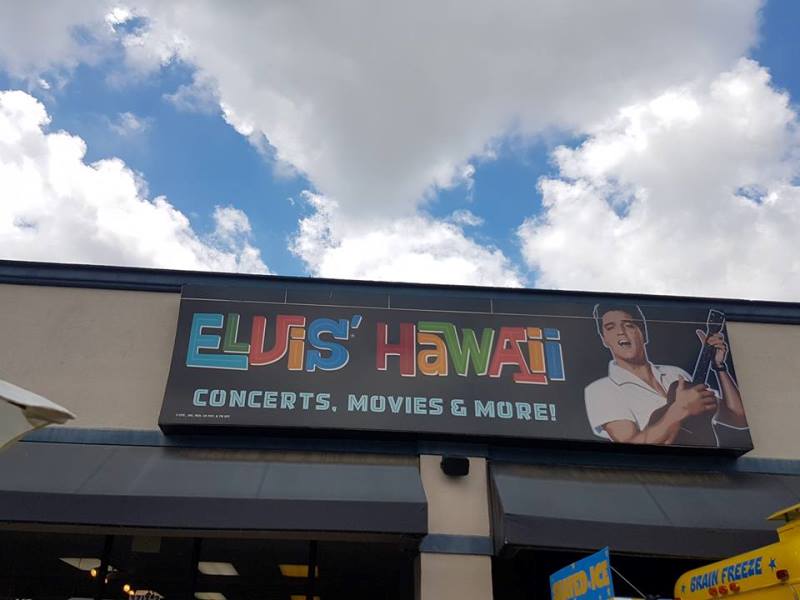 ELViS' HaWAii
CONCERTS, MOVIES & MORE!
BRAIN FREEZE